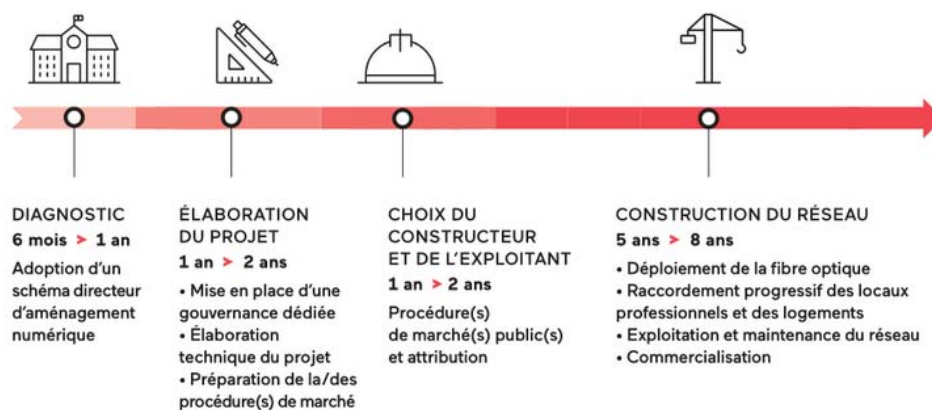 DIAGNOSTIC
6 mois > 1 an
Adoption d’un
schéma directeur
d’aménagement
numérique
ÉLABORATION
DU PROJET
1 an > 2 ans
• Mise en place d’une
gouvernance dédiée
• Élaboration
technique du projet
• Préparation de la/des
procédure(s) de marché
CHOIX DU
CONSTRUCTEUR
ET DE L’EXPLOITANT
1 an > 2 ans
Procédure(s)
de marché(s) public(s)
et attribution
CONSTRUCTION DU RÉSEAU
5 ans > 8 ans
• Déploiement de la fibre optique
• Raccordement progressif des locaux
professionnels et des logements
• Exploitation et maintenance du réseau
• Commercialisation